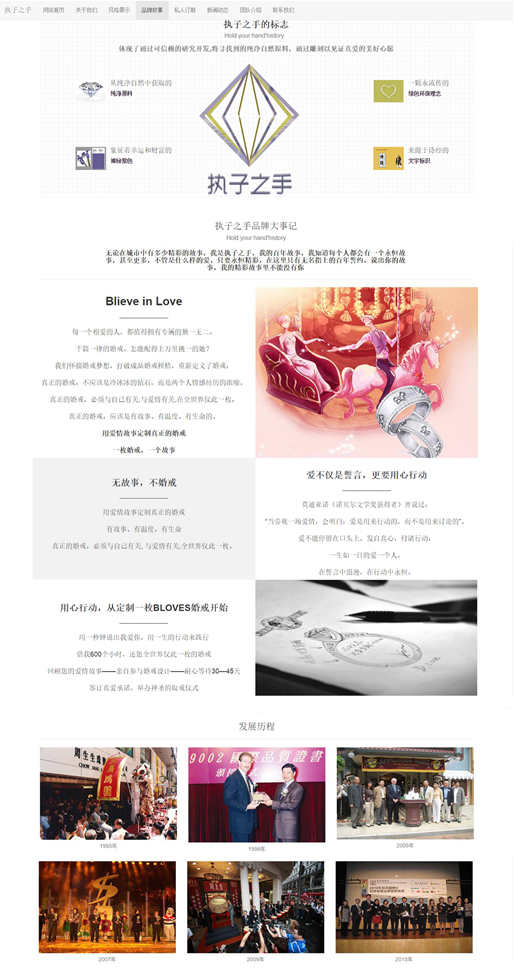 执子之手 网站首页 关于我们 风格展示 品牌故事 私人订制 新闻动态 团队介绍 联系我们
执子之手的标志
Hold your hand'history
体现了通过可信赖的研究开发,将寻找到的纯净自然原料,通过雕刻以见证真爱的美好心愿
从纯净自然中获取的
纯净原料
一颗永流传的
绿色环保理念
象征着幸运和财富的
神秘紫色
来源于诗经的
文字标识
执子之手
执子之手品牌大事记
Hold your hand'history
无论在城市中有多少精彩的故事，我是执子之手，我的百年故事，我知道每个人都会有一个永恒故
事，甚至更多，不管是什么样的爱，只要永恒精彩，在这里只有无名指上的百年誓约，说出你的故
事，我的精彩故事里不能没有你
Blieve in Love
每一个相爱的人，都值得拥有专属的独一无二，
千篇一律的婚戒，怎能配得上万里挑一的她？
我们怀揣婚戒梦想，打破成品婚戒桎梏，重新定义了婚戒：
真正的婚戒，不应该是冷冰冰的钻石，而是两个人情感经历的浓缩。
真正的婚戒，必须与自己有关,与爱情有关,在全世界仅此一枚。
真正的婚戒，应该是有故事、有温度、有生命的。
用爱情故事定制真正的婚戒
一枚婚戒，一个故事
无故事，不婚戒
用爱情故事定制真正的婚戒
有故事、有温度、有生命
真正的婚戒，必须与自己有关, 与爱情有关,全世界仅此一枚。
爱不仅是誓言，更要用心行动
莫迪亚诺（诺贝尔文学奖获得者）曾说过：
"当旁观一场爱情，会明白：爱是用来行动的，而不是用来讨论的"。
爱不能停留在口头上，发自真心，付诸行动。
一生如一日的爱一个人。
在誓言中浪漫，在行动中永恒。
用心行动，从定制一枚BLOVES婚戒开始
用一秒钟说出我爱你，用一生的行动来践行
借我600个小时，还您全世界仅此一枚的婚戒
回顾您的爱情故事——亲自参与婚戒设计——耐心等待30—45天
签订真爱承诺，举办神圣的取戒仪式
发展历程
周生生
CHOW SANG
9002 國際品質證書
1995年
1998年
2005年
2007年
2009年
2015年